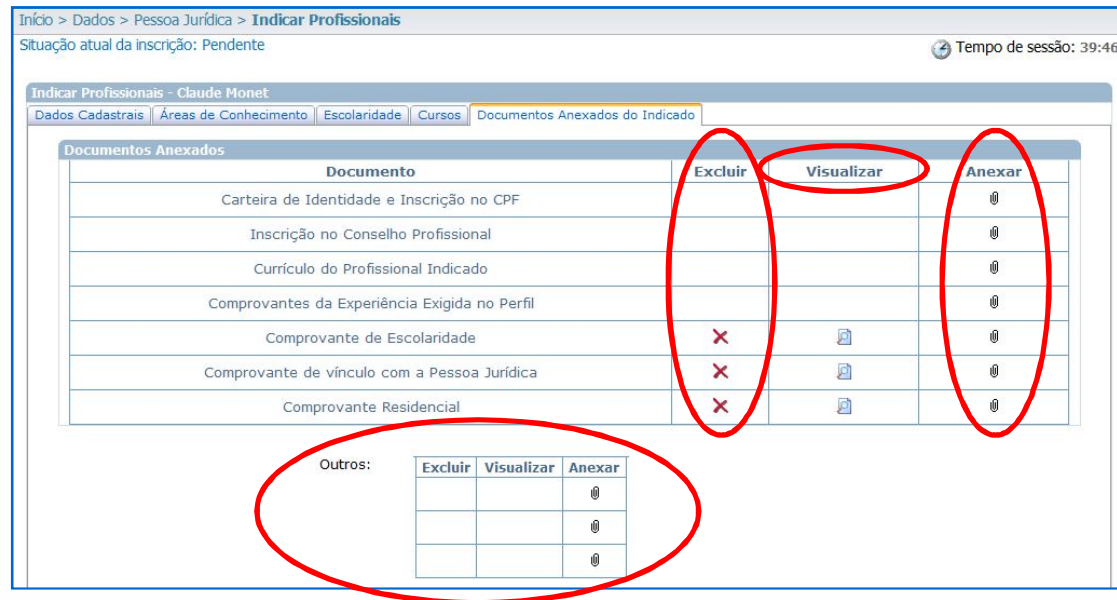 Início > Dados > Pessoa Jurídica > Indicar Profissionais
Situação atual da inscrição: Pendente
Tempo de sessão: 39:46
Indicar Profissionais - Claude Monet
Dados Cadastrais Áreas de Conhecimento Escolaridade Cursos Documentos Anexados do Indicado
Documentos Anexados
Documento Excluir Visualizar Anexar
Carteira de Identidade e Inscrição no CPF
Inscrição no Conselho Profissional
Currículo do Profissional Indicado
Comprovantes da Experiência Exigida no Perfil
Comprovante de Escolaridade
Comprovante de vínculo com a Pessoa Jurídica
Comprovante Residencial
Outros: Excluir Visualizar Anexar